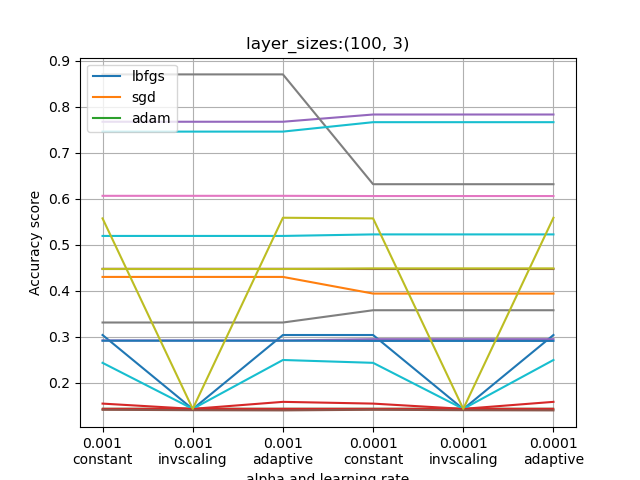 layer_sizes:(100, 3)
0.9
0.8
0.7
0.6
0.5
0.4
0.3
0.2
Accuracy score
lbfgs
sgd
adam
0.001 0.001 0.001 0.0001 0.0001 0.0001
constant invscaling adaptive constant invscaling adaptive
alpha and learning rate